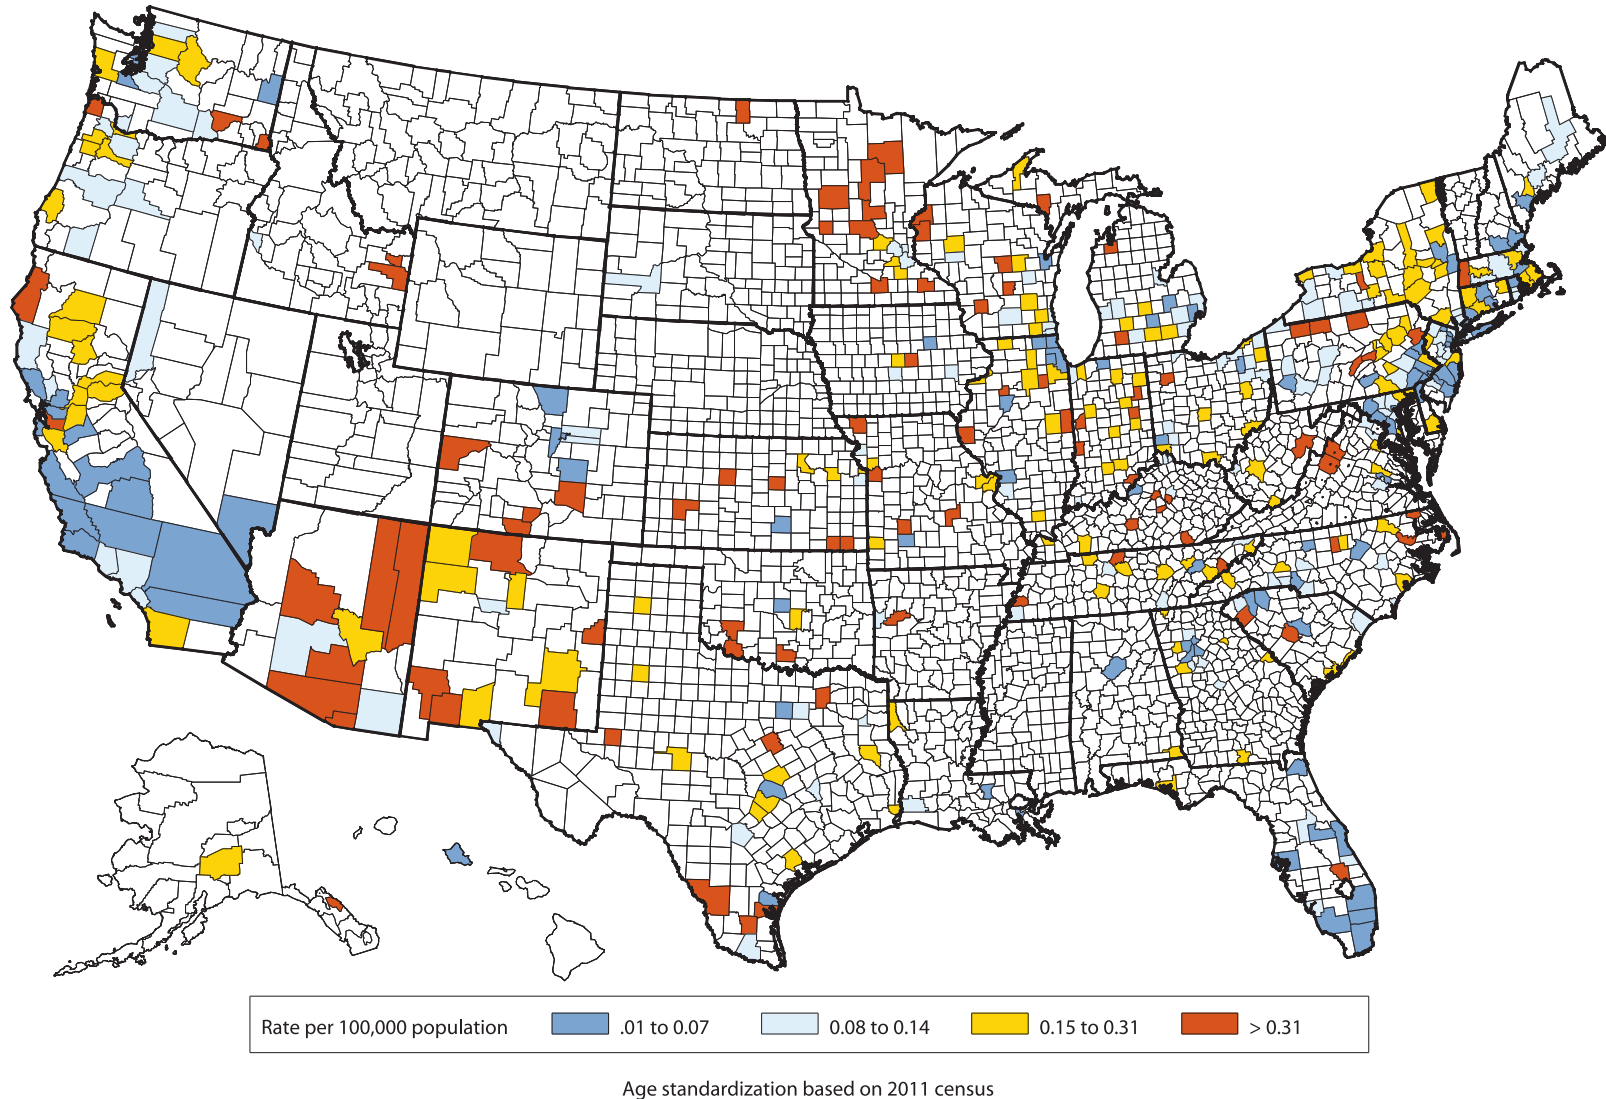 Rate per 100,000 population .01 to 0.07 0.08 to 0.14 0.15 to 0.31 > 0.31
Age standardization based on 2011 census